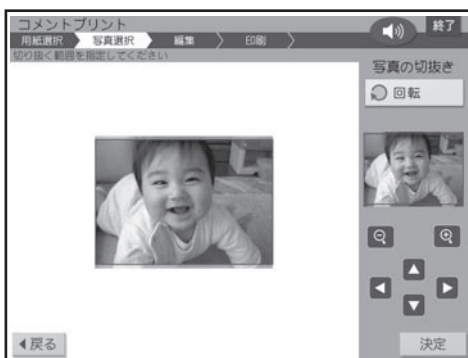 コメントプリント
終了
用紙選択 写真選択 編集 印刷
切り抜く範囲を指定してください
写真の切抜き
回転
戻る
決定